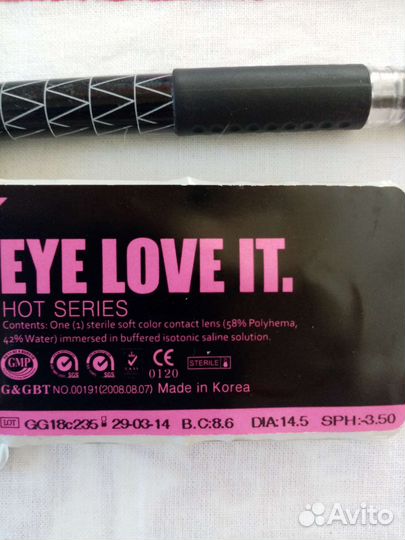 EYE LOVE IT.
HOT SERIES
Contents: One (1) sterile soft color contact lens (58% Polyhema,
42% Water) immersed in buffered isotonic saline solution.
GMP SGS SGS CE 0120 STERILE
G&GBT NO.00191(2008.08.07) Made in Korea
LOT GG18c235 29-03-14 B.C:8.6 DIA:14.5 SPH:-3.50
Avito